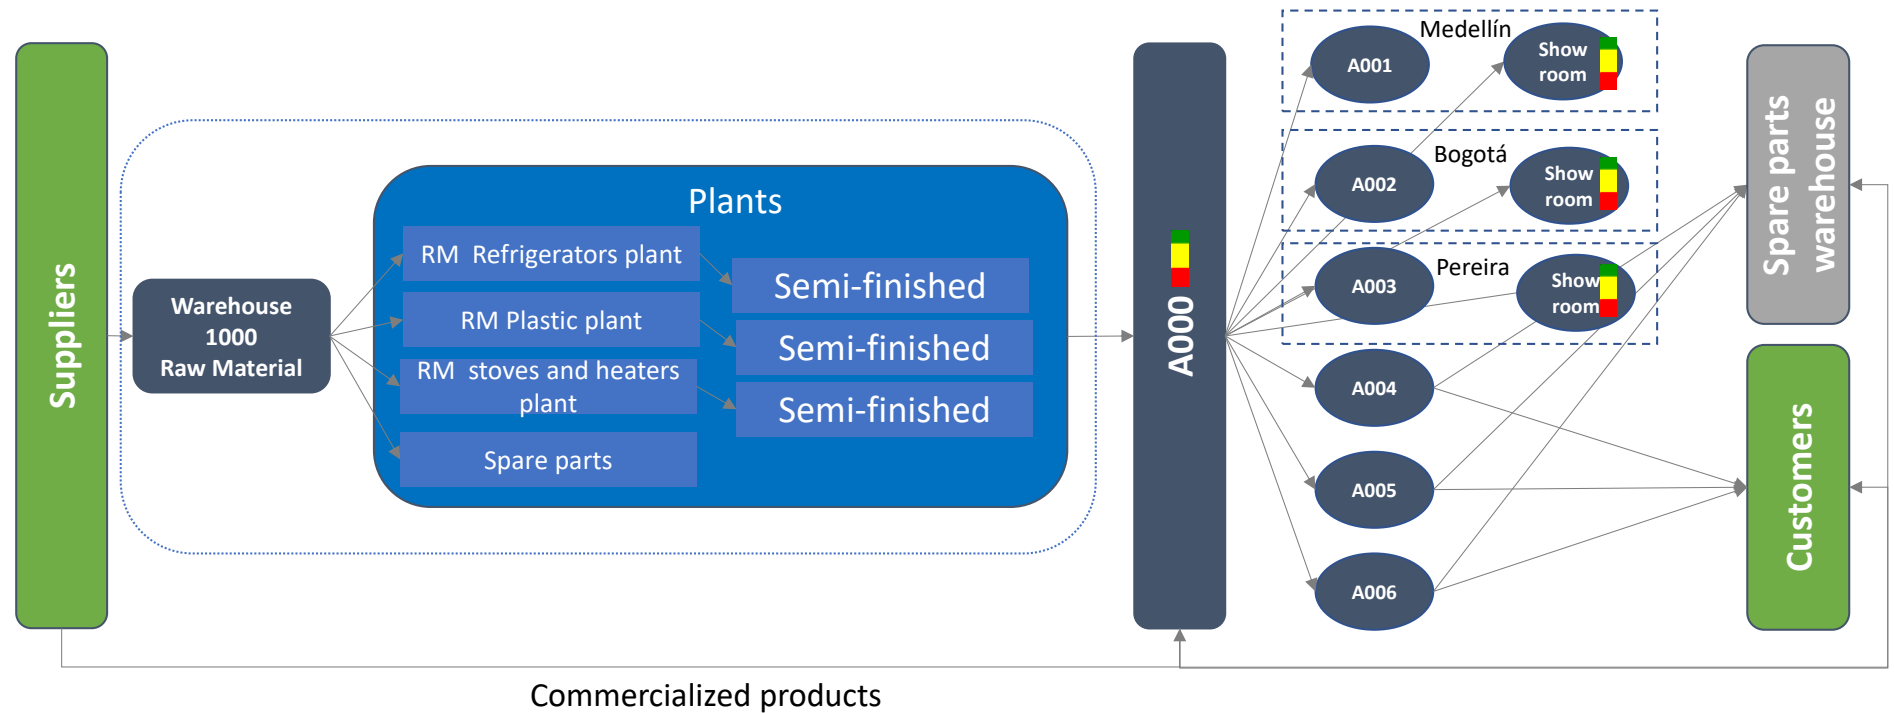 Suppliers
Warehouse
1000
Raw Material
Plants
RM  Refrigerators plant
RM Plastic plant
RM  stoves and heaters
plant
Spare parts
Semi-finished
Semi-finished
Semi-finished
A000
Medellín
A001
Show
room
Bogotá
A002
Show
room
Pereira
A003
Show
room
A004
A005
A006
Spare parts
warehouse
Customers
Commercialized products